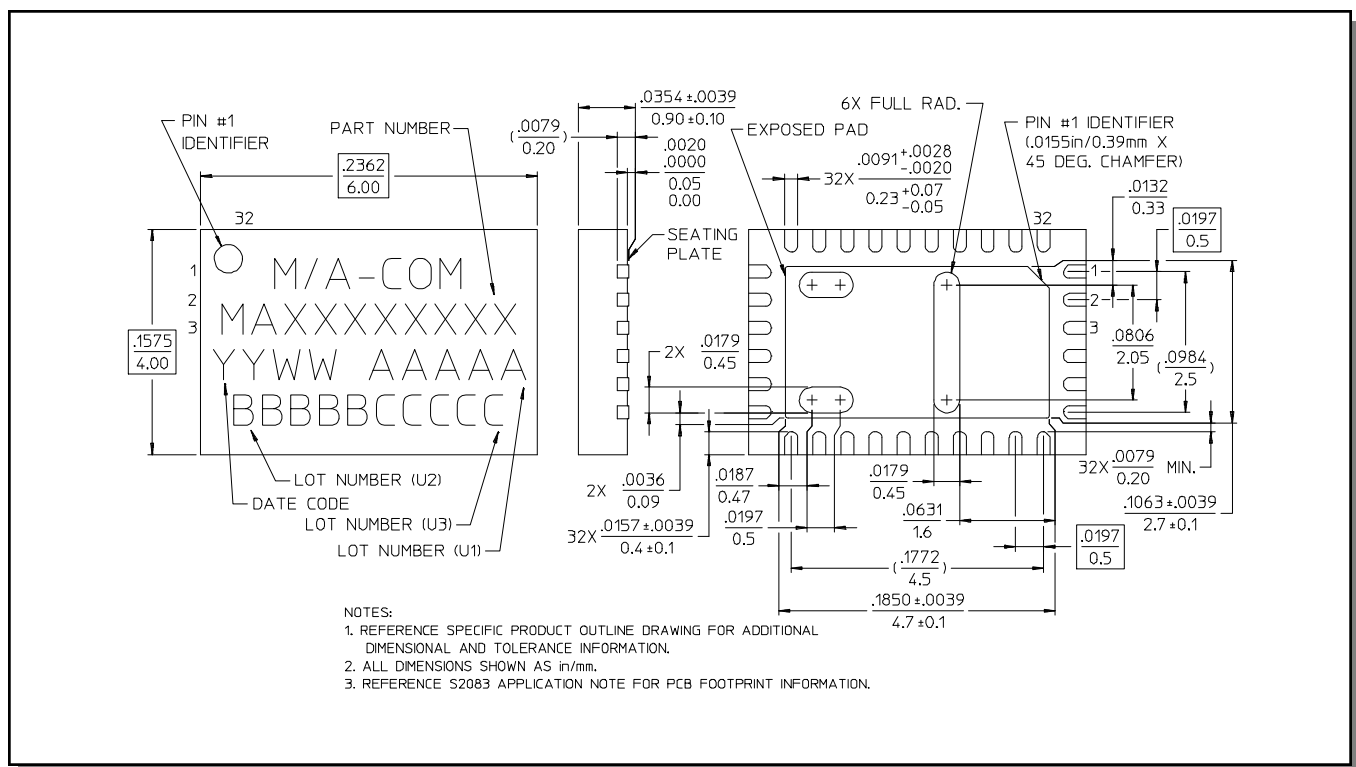 PIN #1
IDENTIFIER
PART NUMBER
.2362
6.00
32
1
2
3
M/A-COM
MAXXXXXXXXX
YYWW AAAAA
BBBBBCCCCC
.1575
4.00
LOT NUMBER (U2)
DATE CODE
LOT NUMBER (U3)
LOT NUMBER (U1)
.0354 ±.0039
0.90 ±0.10
(.0079)
0.20
.0020
.0000
0.05
0.00
SEATING
PLATE
2X .0179
0.45
2X .0036
0.09
32X .0157 ±.0039
0.4 ±0.1
6X FULL RAD.
EXPOSED PAD
32X .0091 +.0028
-.0020
0.23 +0.07
-0.05
PIN #1 IDENTIFIER
(.0155in/0.39mm X
45 DEG. CHAMFER)
32
.0132
0.33
.0197
0.5
1
2
3
.0806
2.05
(.0984)
2.5
32X .0079 MIN.
0.20
.1063 ±.0039
2.7 ±0.1
.0187
0.47
.0197
0.5
.0179
0.45
.0631
1.6
.0197
0.5
(.1772)
4.5
.1850 ±.0039
4.7 ±0.1
NOTES:
1. REFERENCE SPECIFIC PRODUCT OUTLINE DRAWING FOR ADDITIONAL
DIMENSIONAL AND TOLERANCE INFORMATION.
2. ALL DIMENSIONS SHOWN AS in/mm.
3. REFERENCE S2083 APPLICATION NOTE FOR PCB FOOTPRINT INFORMATION.